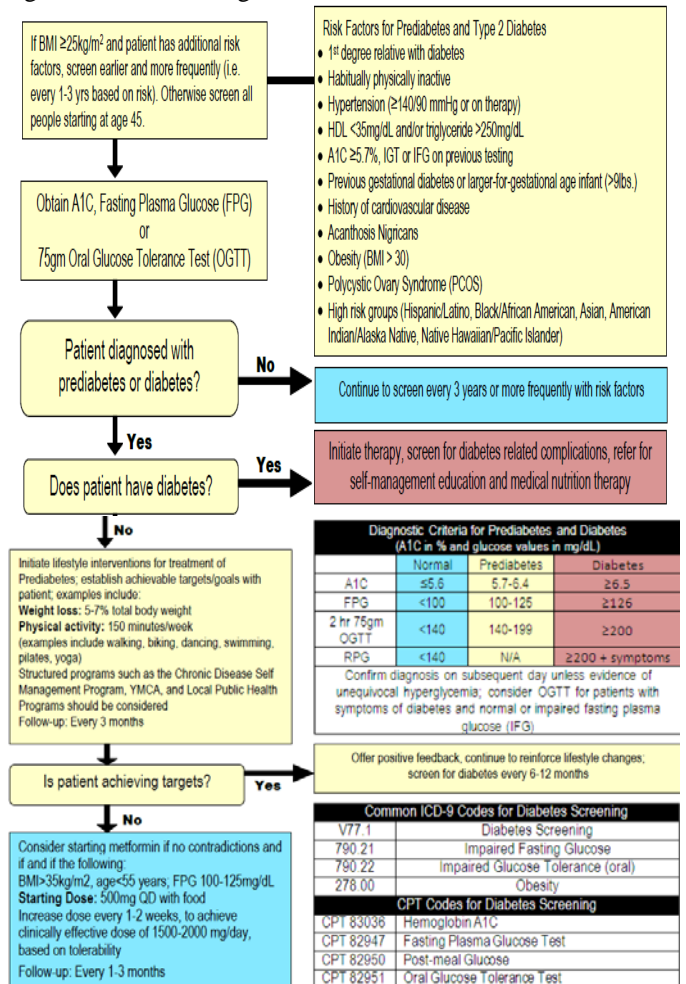 If BMI ≥25kg/m² and patient has additional risk
factors, screen earlier and more frequently (i.e.
every 1-3 yrs based on risk). Otherwise screen all
people starting at age 45.
Risk Factors for Prediabetes and Type 2 Diabetes
• 1st degree relative with diabetes
• Habitually physically inactive
• Hypertension (≥140/90 mmHg or on therapy)
• HDL <35mg/dL and/or triglyceride >250mg/dL
• A1C ≥5.7%, IGT or IFG on previous testing
• Previous gestational diabetes or larger-for-gestational age infant (>9lbs.)
• History of cardiovascular disease
• Acanthosis Nigricans
• Obesity (BMI > 30)
• Polycystic Ovary Syndrome (PCOS)
• High risk groups (Hispanic/Latino, Black/African American, Asian, American
Indian/Alaska Native, Native Hawaiian/Pacific Islander)
Obtain A1C, Fasting Plasma Glucose (FPG)
or
75gm Oral Glucose Tolerance Test (OGTT)
Patient diagnosed with
prediabetes or diabetes?
No
Continue to screen every 3 years or more frequently with risk factors
Yes
Does patient have diabetes?
Yes
Initiate therapy, screen for diabetes related complications, refer for
self-management education and medical nutrition therapy
No
Initiate lifestyle interventions for treatment of
Prediabetes; establish achievable targets/goals with
patient; examples include:
Weight loss: 5-7% total body weight
Physical activity: 150 minutes/week
(examples include walking, biking, dancing, swimming,
pilates, yoga)
Structured programs such as the Chronic Disease Self
Management Program, YMCA, and Local Public Health
Programs should be considered
Follow-up: Every 3 months
Diagnostic Criteria for Prediabetes and Diabetes
(A1C in % and glucose values in mg/dL)
Normal Prediabetes Diabetes
A1C ≤5.6 5.7-6.4 ≥6.5
FPG <100 100-125 ≥126
2 hr 75gm
OGTT <140 140-199 ≥200
RPG <140 N/A ≥200 + symptoms
Confirm diagnosis on subsequent day unless evidence of
unequivocal hyperglycemia; consider OGTT for patients with
symptoms of diabetes and normal or impaired fasting plasma
glucose (IFG)
Is patient achieving targets?
Yes
Offer positive feedback, continue to reinforce lifestyle changes;
screen for diabetes every 6-12 months
No
Consider starting metformin if no contradictions and
if and if the following:
BMI>35kg/m2, age<55 years; FPG 100-125mg/dL
Starting Dose: 500mg QD with food
Increase dose every 1-2 weeks, to achieve
clinically effective dose of 1500-2000 mg/day,
based on tolerability
Follow-up: Every 1-3 months
Common ICD-9 Codes for Diabetes Screening
V77.1 Diabetes Screening
790.21 Impaired Fasting Glucose
790.22 Impaired Glucose Tolerance (oral)
278.00 Obesity
CPT Codes for Diabetes Screening
CPT 83036 Hemoglobin A1C
CPT 82947 Fasting Plasma Glucose Test
CPT 82950 Post-meal Glucose
CPT 82951 Oral Glucose Tolerance Test